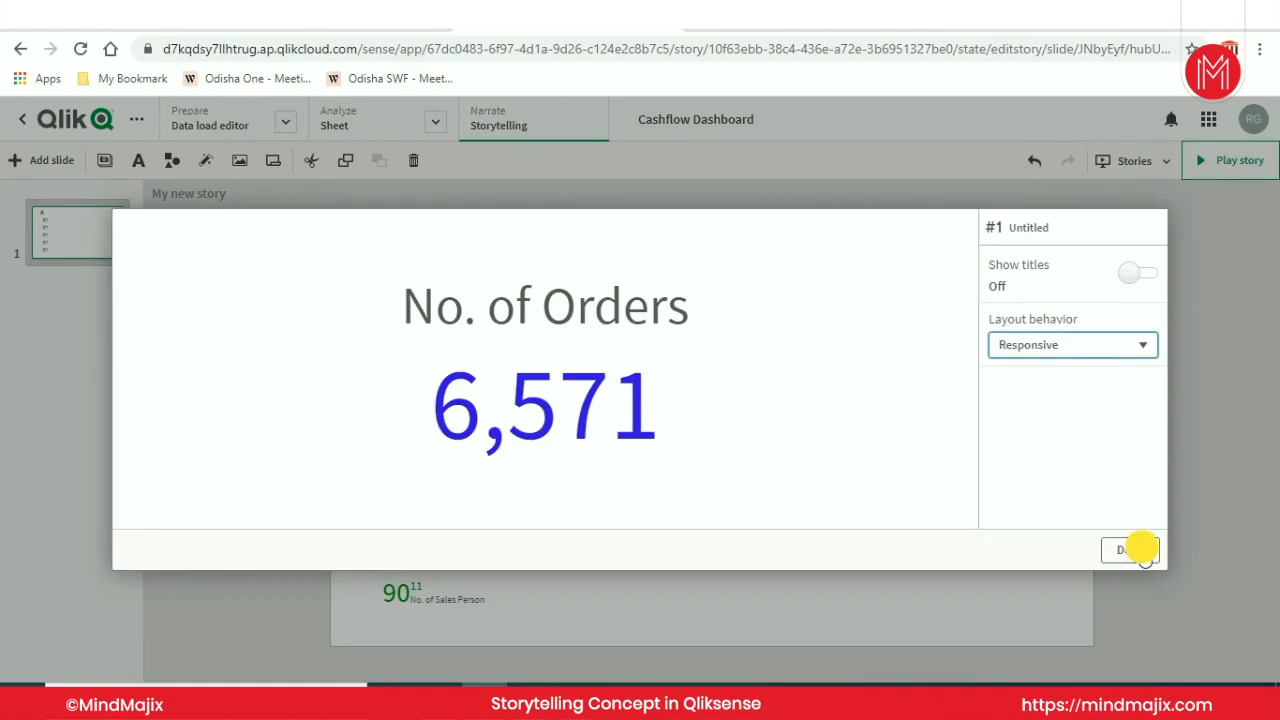 d7kqdsy7llhtrug.ap.qlikcloud.com/sense/app/67dc0483-6f97-4d1a-9d26-c124e2c8b7c5/story/10f63ebb-38c4-436e-a72e-3b6951327be0/state/editstory/slide/JNbyEyf/hubU...
Apps My Bookmark W Odisha One - Meeti... W Odisha SWF - Meet...
Qlik Prepare Data load editor Analyze Sheet Narrate Storytelling Cashflow Dashboard RG
Add slide A Stories Play story
My new story
1
#1 Untitled
Show titles
Off
Layout behavior
Responsive
No. of Orders
6,571
90 11
No. of Sales Person
©MindMajix Storytelling Concept in Qliksense https://mindmajix.com